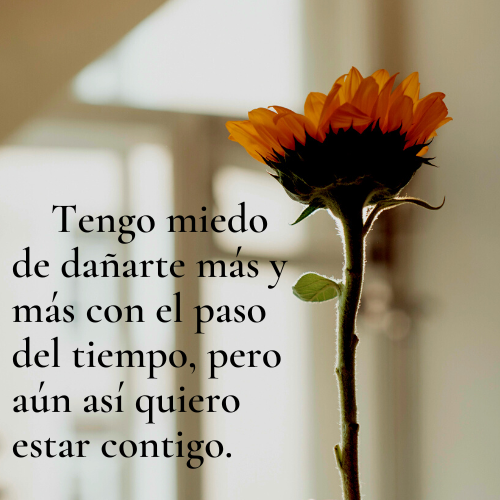 Tengo miedo
de dañarte más y
más con el paso
del tiempo, pero
aún así quiero
estar contigo.